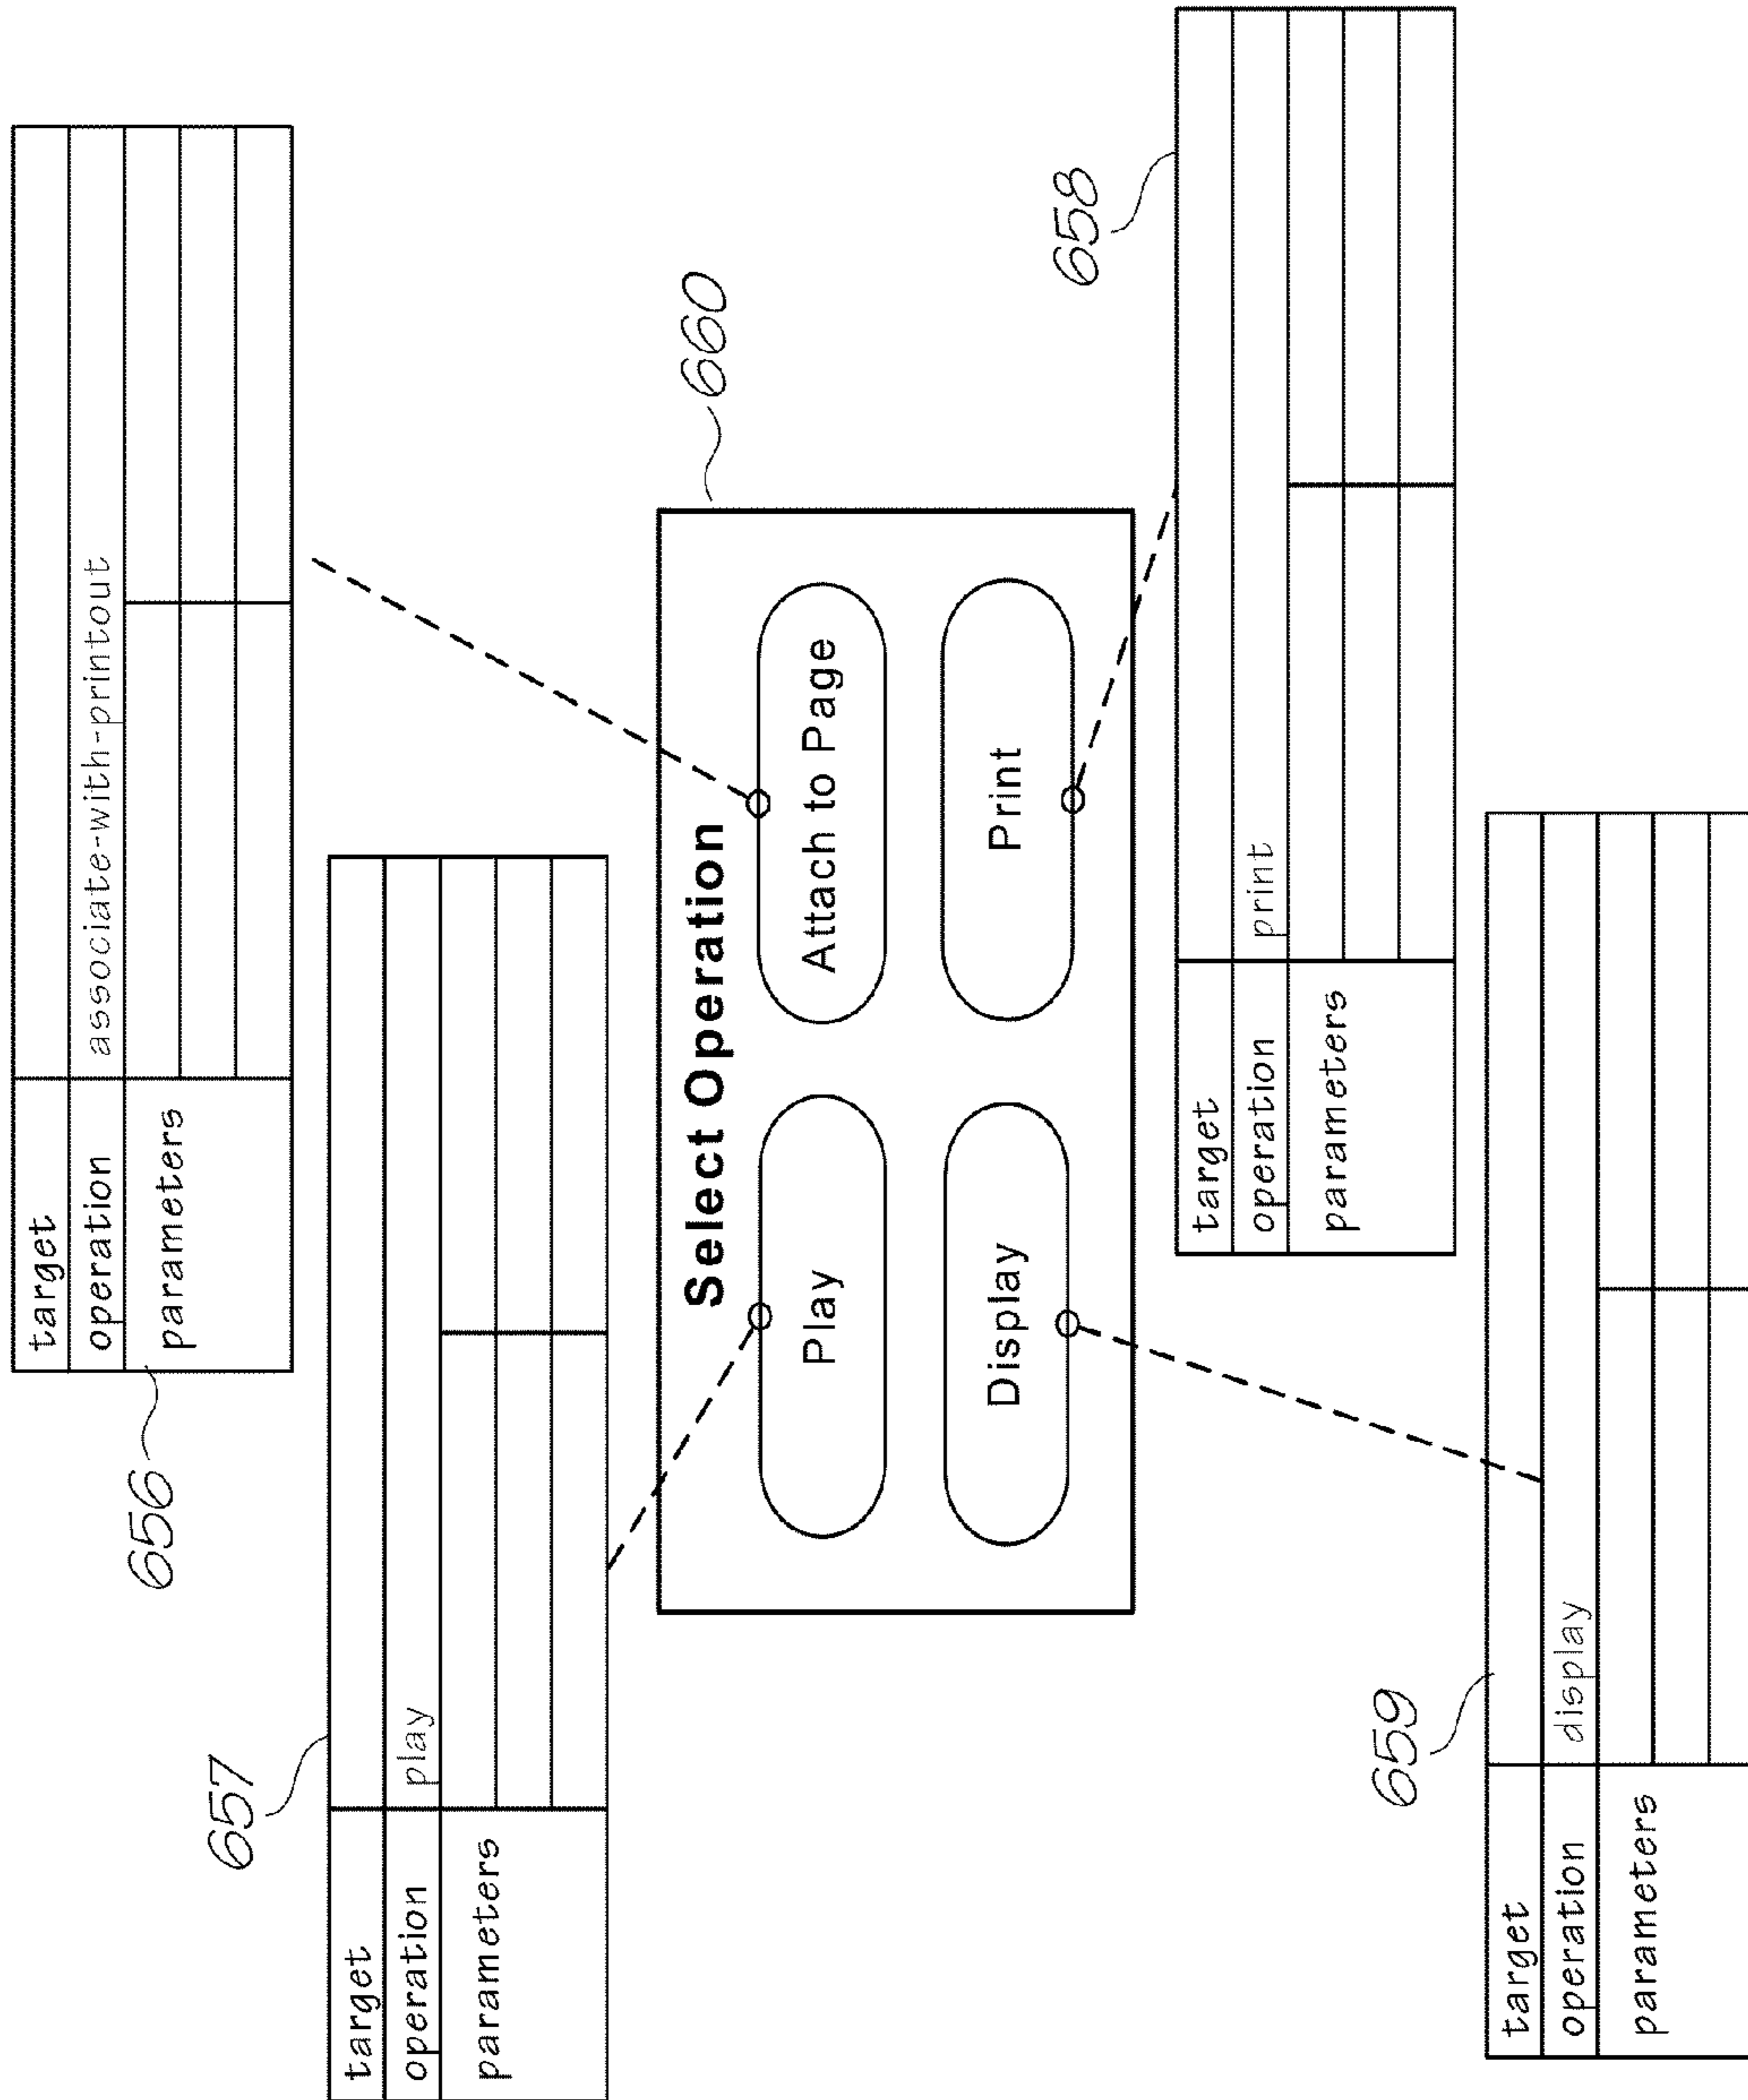 656
target
operation associate-with-printout
parameters
657
target
operation play
parameters
660
Select Operation
Play Attach to Page
Display Print
658
target
operation print
parameters
659
target
operation display
parameters